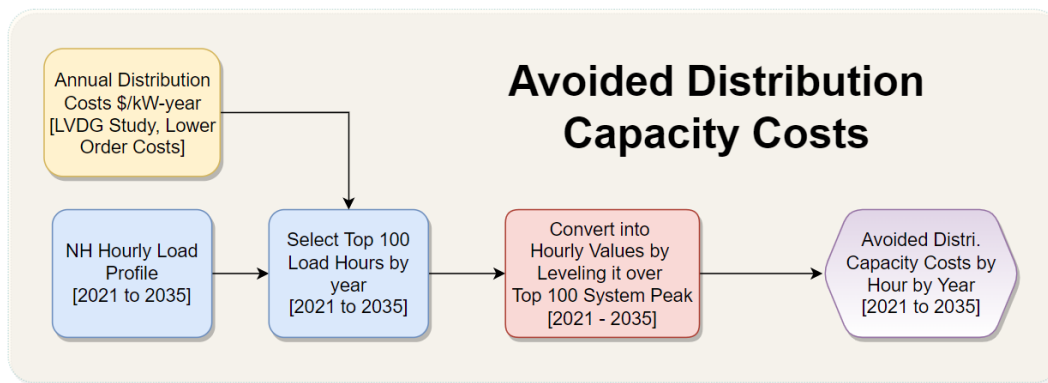 Avoided Distribution
Capacity Costs
Annual Distribution
Costs $/kW-year
[LVDG Study, Lower
Order Costs]
NH Hourly Load
Profile
[2021 to 2035]
Select Top 100
Load Hours by
year
[2021 to 2035]
Convert into
Hourly Values by
Leveling it over
Top 100 System Peak
[2021 - 2035]
Avoided Distri.
Capacity Costs by
Hour by Year
[2021 to 2035]